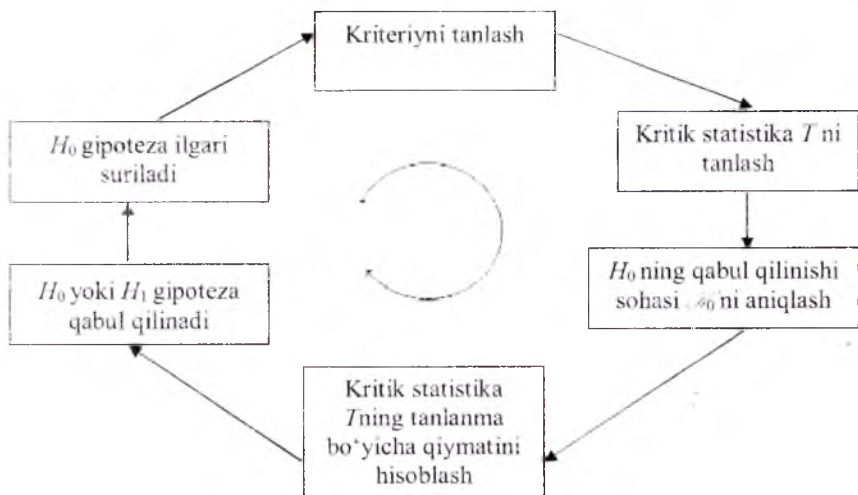 Kriteriyni tanlash
H₀ gipoteza ilgari
suriladi
Kritik statistika T ni
tanlash
H₀ yoki H₁ gipoteza
qabul qilinadi
H₀ ning qabul qilinishi
sohasi ni aniqlash
Kritik statistika
Tning tanlanma
bo‘yicha qiymatini
hisoblash